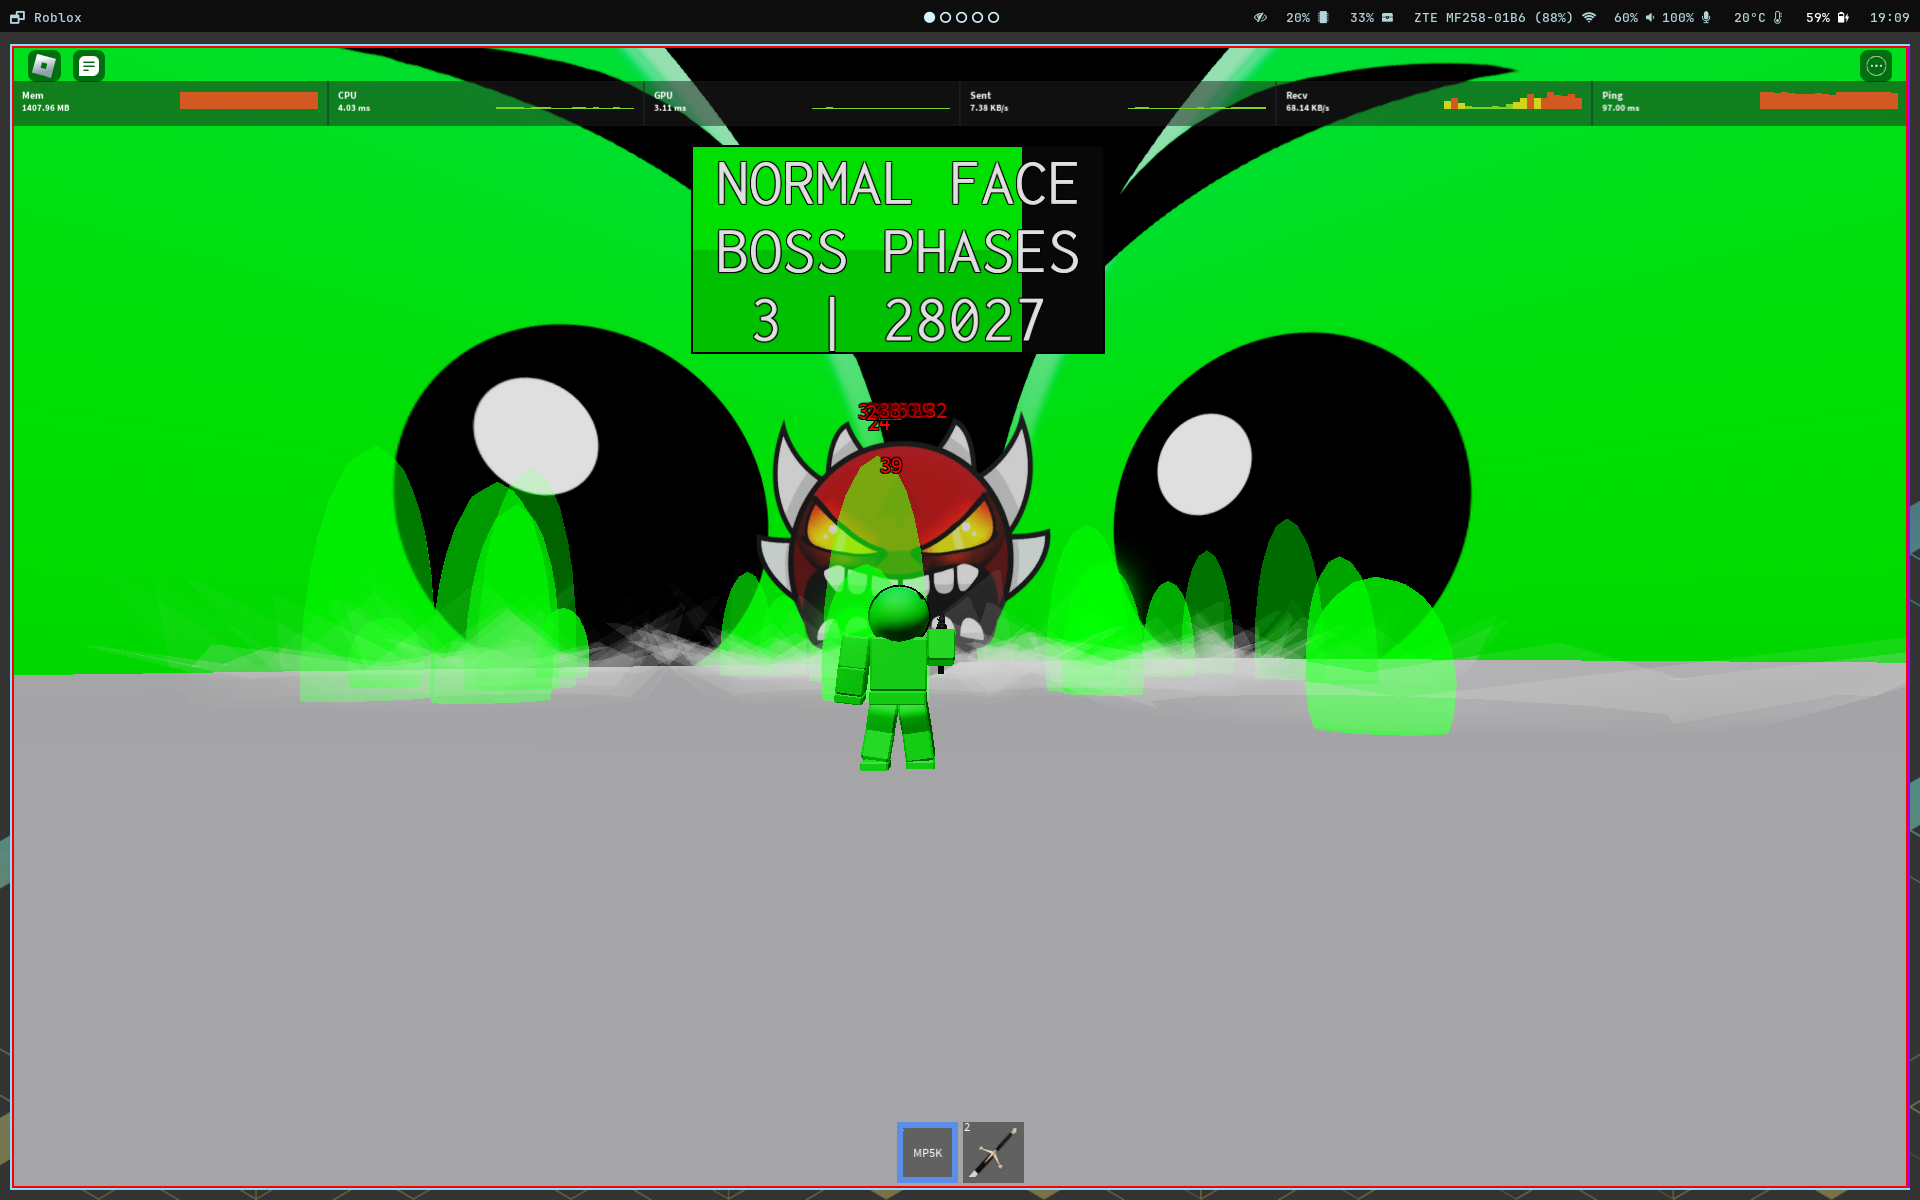 Roblox
20%
33%
ZTE MF258-01B6 (88%)
60%
100%
20°C
59%
19:09
Mem
1407.96 MB
CPU
4.03 ms
GPU
3.11 ms
Sent
7.38 KB/s
Recv
68.14 KB/s
Ping
97.00 ms
NORMAL FACE
BOSS PHASES
3 | 28027
24
39
MP5K
2